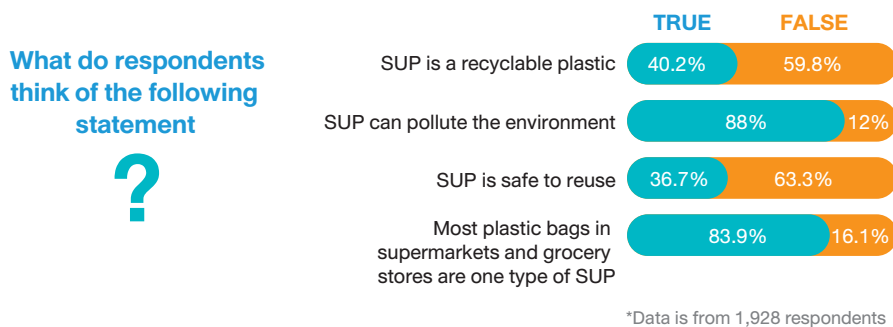 What do respondents
think of the following
statement
?
TRUE FALSE
SUP is a recyclable plastic 40.2% 59.8%
SUP can pollute the environment 88% 12%
SUP is safe to reuse 36.7% 63.3%
Most plastic bags in
supermarkets and grocery 83.9% 16.1%
stores are one type of SUP
*Data is from 1,928 respondents